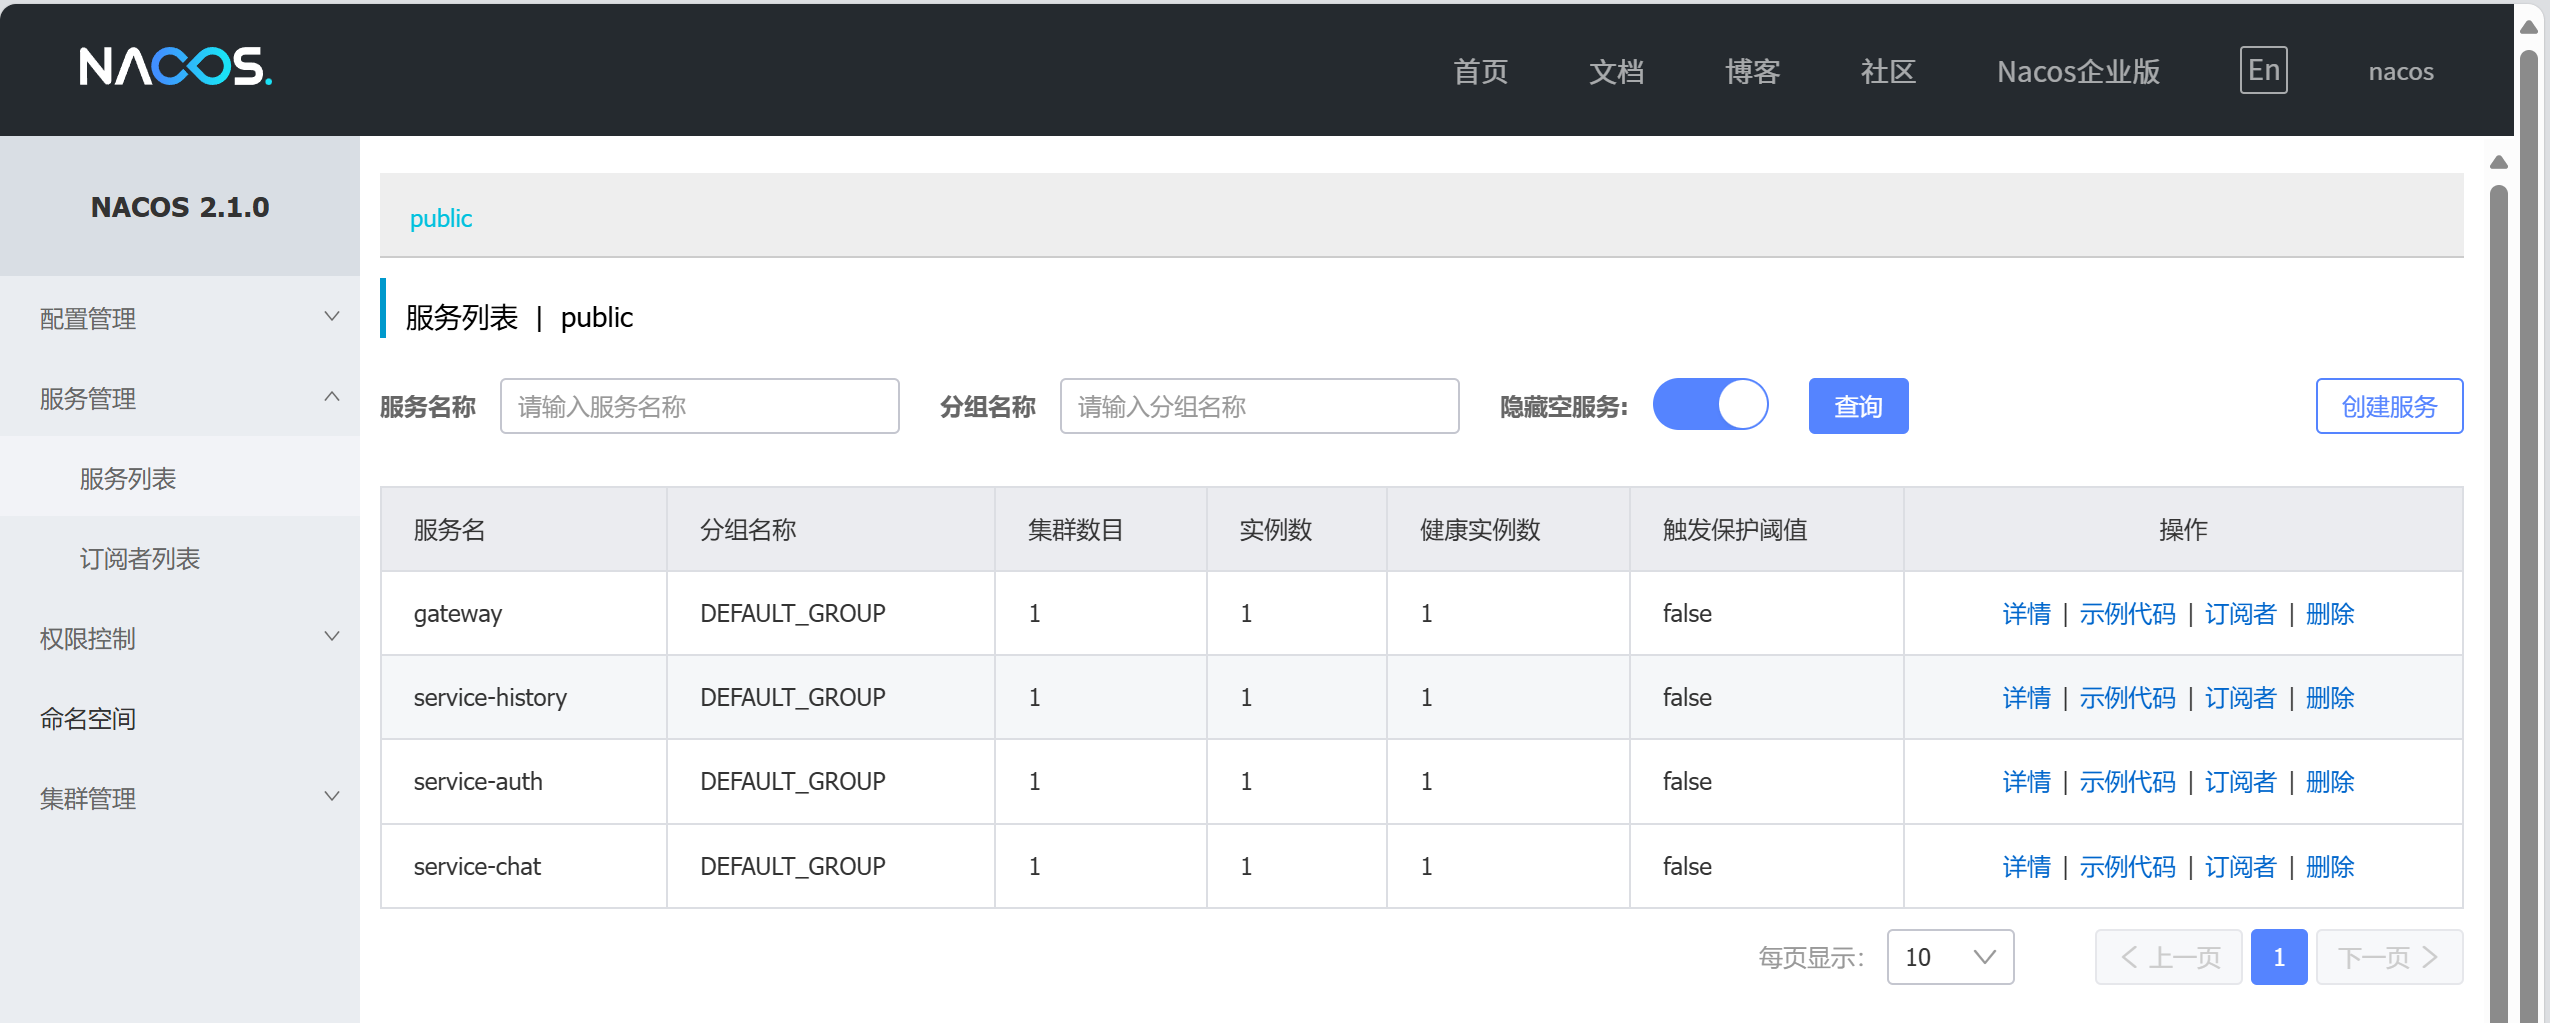 NACOS.
首页 文档 博客 社区 Nacos企业版 En nacos
NACOS 2.1.0
配置管理
服务管理
服务列表
订阅者列表
权限控制
命名空间
集群管理
public
服务列表 | public
服务名称 请输入服务名称 分组名称 请输入分组名称 隐藏空服务: 查询 创建服务
服务名 分组名称 集群数目 实例数 健康实例数 触发保护阈值 操作
gateway DEFAULT_GROUP 1 1 1 false 详情 | 示例代码 | 订阅者 | 删除
service-history DEFAULT_GROUP 1 1 1 false 详情 | 示例代码 | 订阅者 | 删除
service-auth DEFAULT_GROUP 1 1 1 false 详情 | 示例代码 | 订阅者 | 删除
service-chat DEFAULT_GROUP 1 1 1 false 详情 | 示例代码 | 订阅者 | 删除
每页显示: 10 上一页 1 下一页